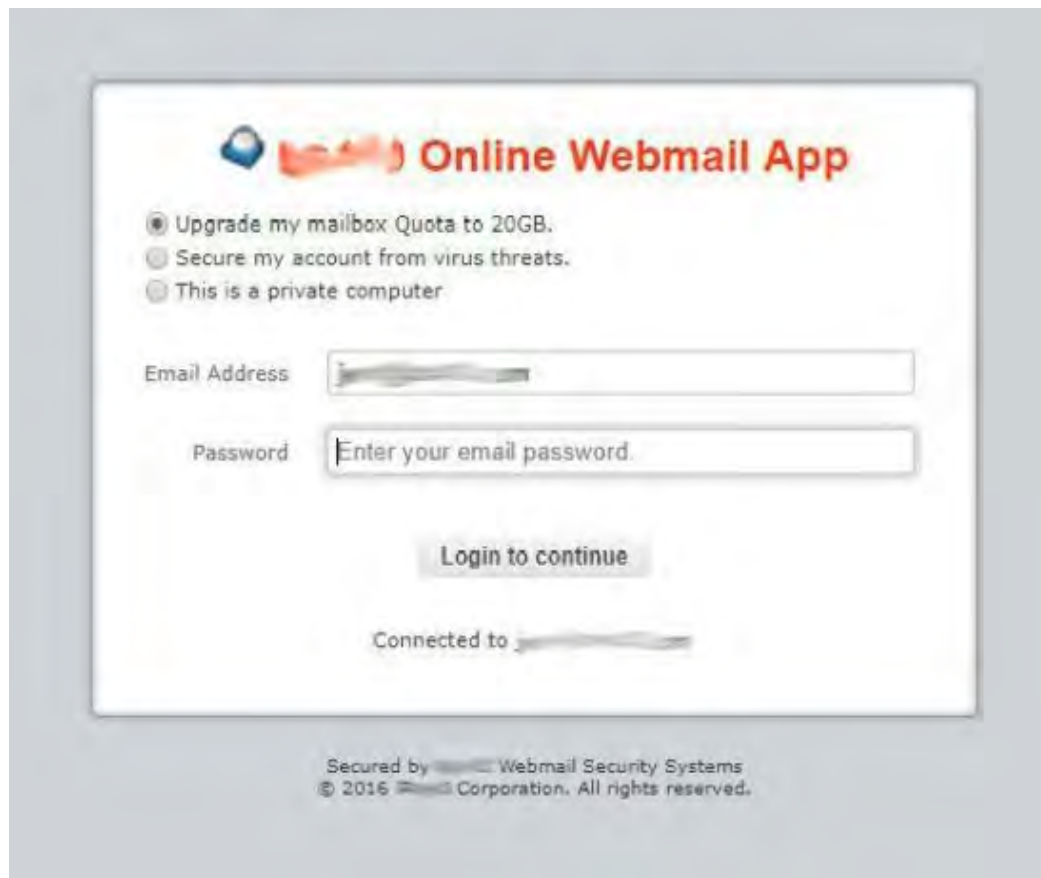 Online Webmail App
Upgrade my mailbox Quota to 20GB.
Secure my account from virus threats.
This is a private computer
Email Address
Password
Enter your email password.
Login to continue
Connected to
Secured by Webmail Security Systems
© 2016 Corporation. All rights reserved.